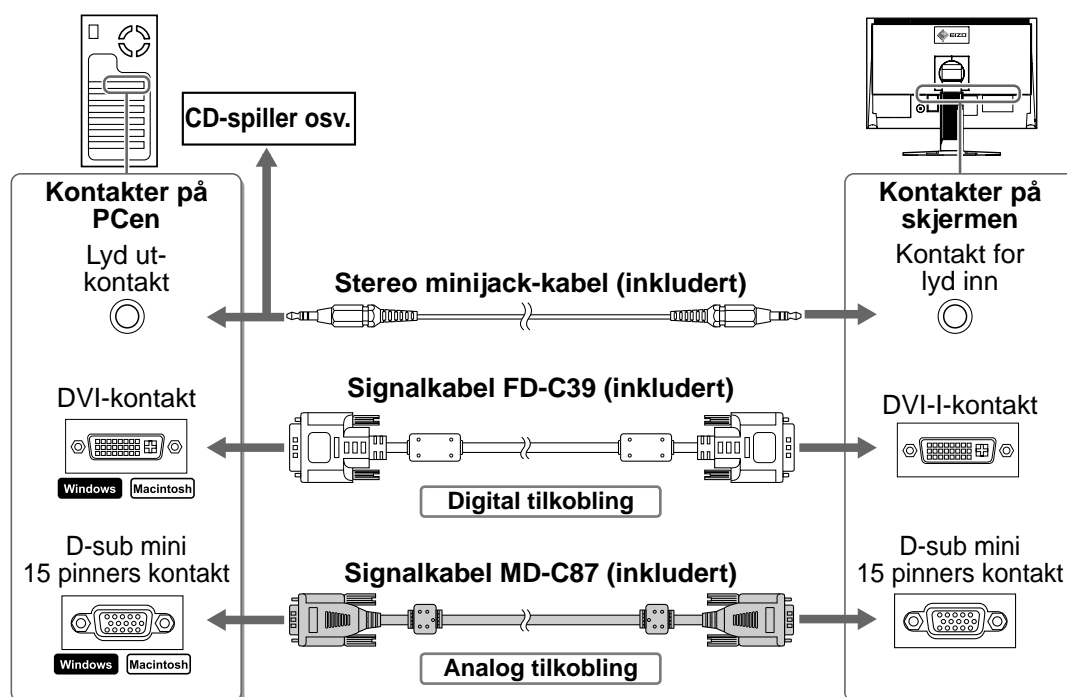 EIZO
CD-spiller osv.
Kontakter på
PCen
Lyd ut-
kontakt
Stereo minijack-kabel (inkludert)
Kontakter på
skjermen
Kontakt for
lyd inn
DVI-kontakt
Windows Macintosh
Signalkabel FD-C39 (inkludert)
Digital tilkobling
DVI-I-kontakt
D-sub mini
15 pinners kontakt
Windows Macintosh
Signalkabel MD-C87 (inkludert)
Analog tilkobling
D-sub mini
15 pinners kontakt